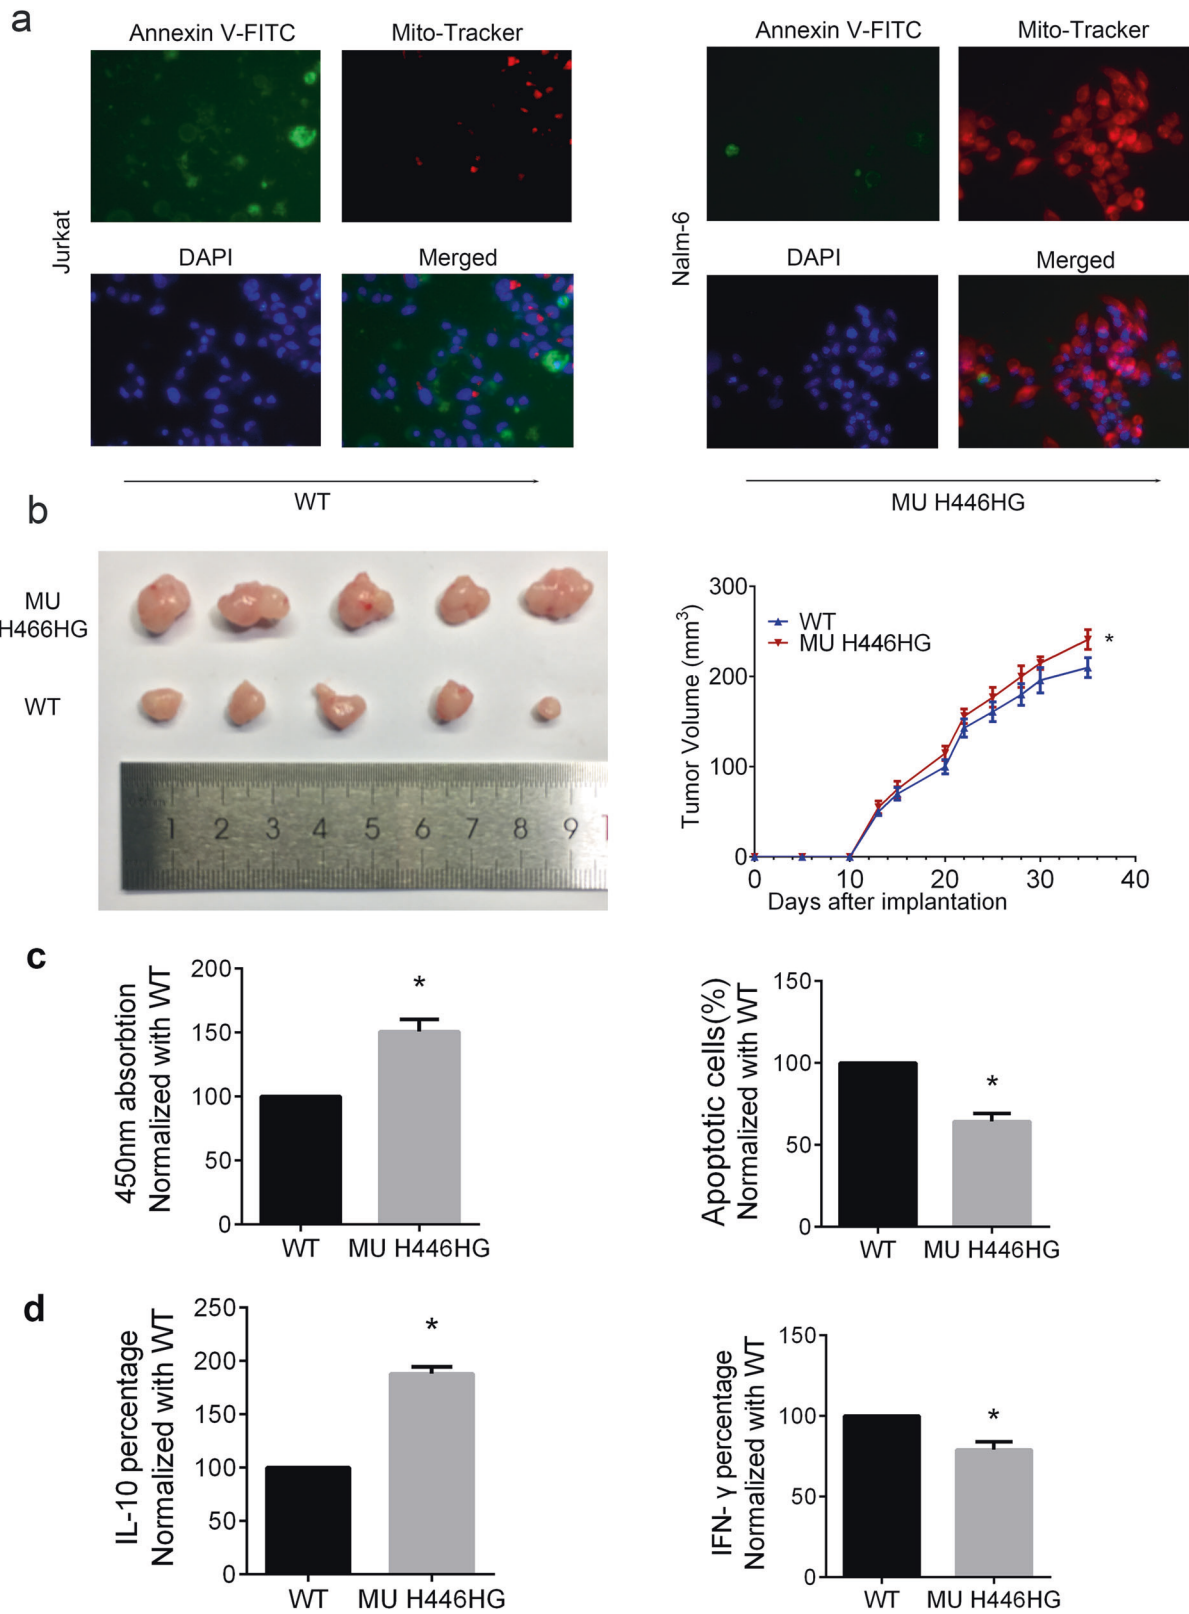 a
Annexin V-FITC
Mito-Tracker
Annexin V-FITC
Mito-Tracker
Jurkat
Nalm-6
DAPI
Merged
DAPI
Merged
WT
MU H446HG
b
MU
H466HG
WT
1 2 3 4 5 6 7 8 9 1
Tumor Volume (mm³)
300
200
100
0
WT
MU H446HG
*
0 10 20 30 40
Days after implantation
c
450nm absorbtion
Normalized with WT
200
150
100
50
0
*
WT MU H446HG
Apoptotic cells(%)
Normalized with WT
150
100
50
0
*
WT MU H446HG
d
IL-10 percentage
Normalized with WT
250
200
150
100
50
0
*
WT MU H446HG
IFN- γ percentage
Normalized with WT
150
100
50
0
*
WT MU H446HG